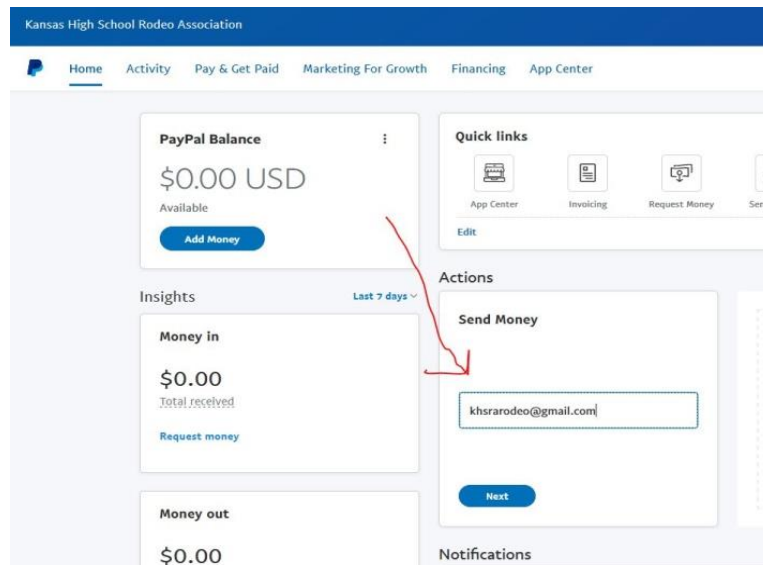 Kansas High School Rodeo Association
Home Activity Pay & Get Paid Marketing For Growth Financing App Center
PayPal Balance
$0.00 USD
Available
Add Money
Quick links
App Center Invoicing Request Money Ser
Edit
Insights Last 7 days
Money in
$0.00
Total received
Request money
Actions
Send Money
khsrarodeo@gmail.com
Next
Money out
$0.00
Notifications